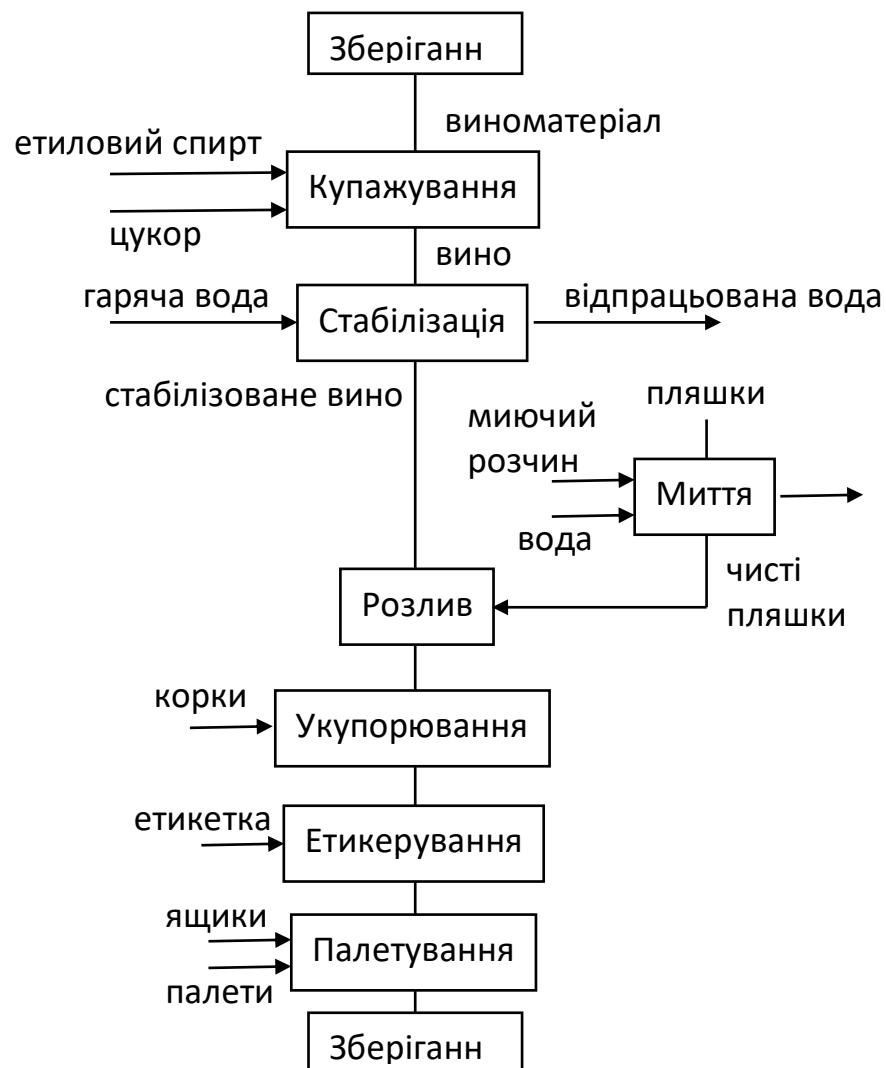 Зберіганн
виноматеріал
етиловий спирт
Купажування
цукор
вино
гаряча вода
Стабілізація
відпрацьована вода
стабілізоване вино
пляшки
миючий
розчин
Миття
вода
чисті
пляшки
Розлив
корки
Укупорювання
етикетка
Етикерування
ящики
Палетування
палети
Зберіганн